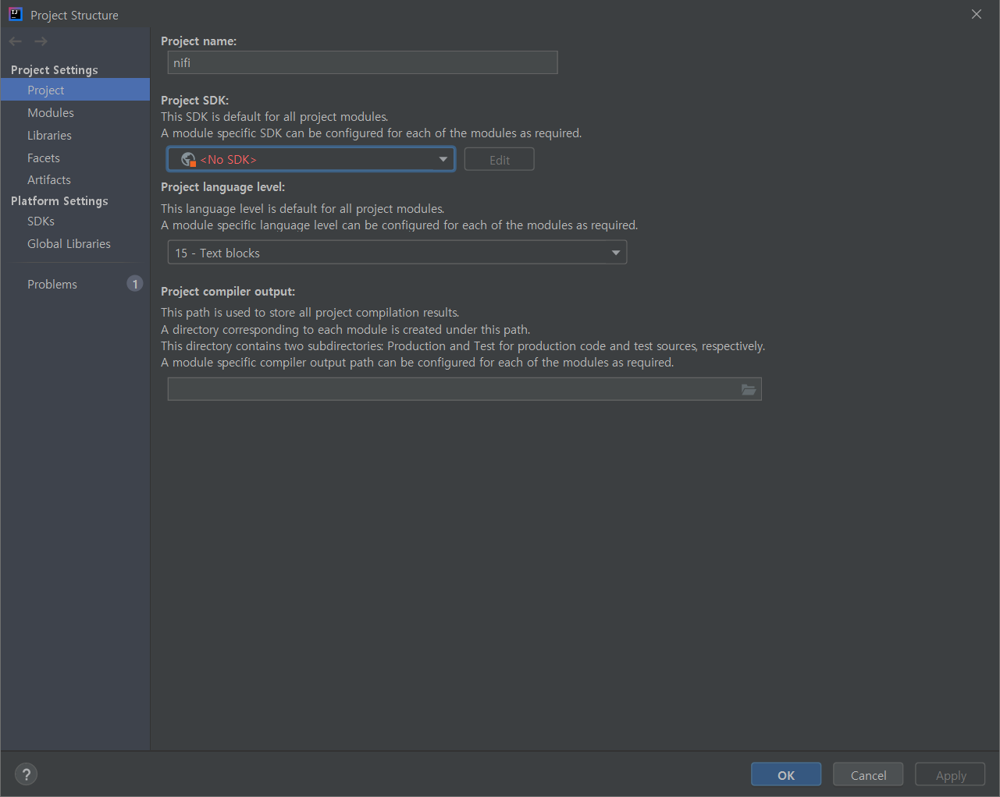 Project Structure
Project Settings
Project
Modules
Libraries
Facets
Artifacts
Platform Settings
SDKs
Global Libraries
Problems
1
Project name:
nifi
Project SDK:
This SDK is default for all project modules.
A module specific SDK can be configured for each of the modules as required.
<No SDK>
Edit
Project language level:
This language level is default for all project modules.
A module specific language level can be configured for each of the modules as required.
15 - Text blocks
Project compiler output:
This path is used to store all project compilation results.
A directory corresponding to each module is created under this path.
This directory contains two subdirectories: Production and Test for production code and test sources, respectively.
A module specific compiler output path can be configured for each of the modules as required.
?
OK
Cancel
Apply